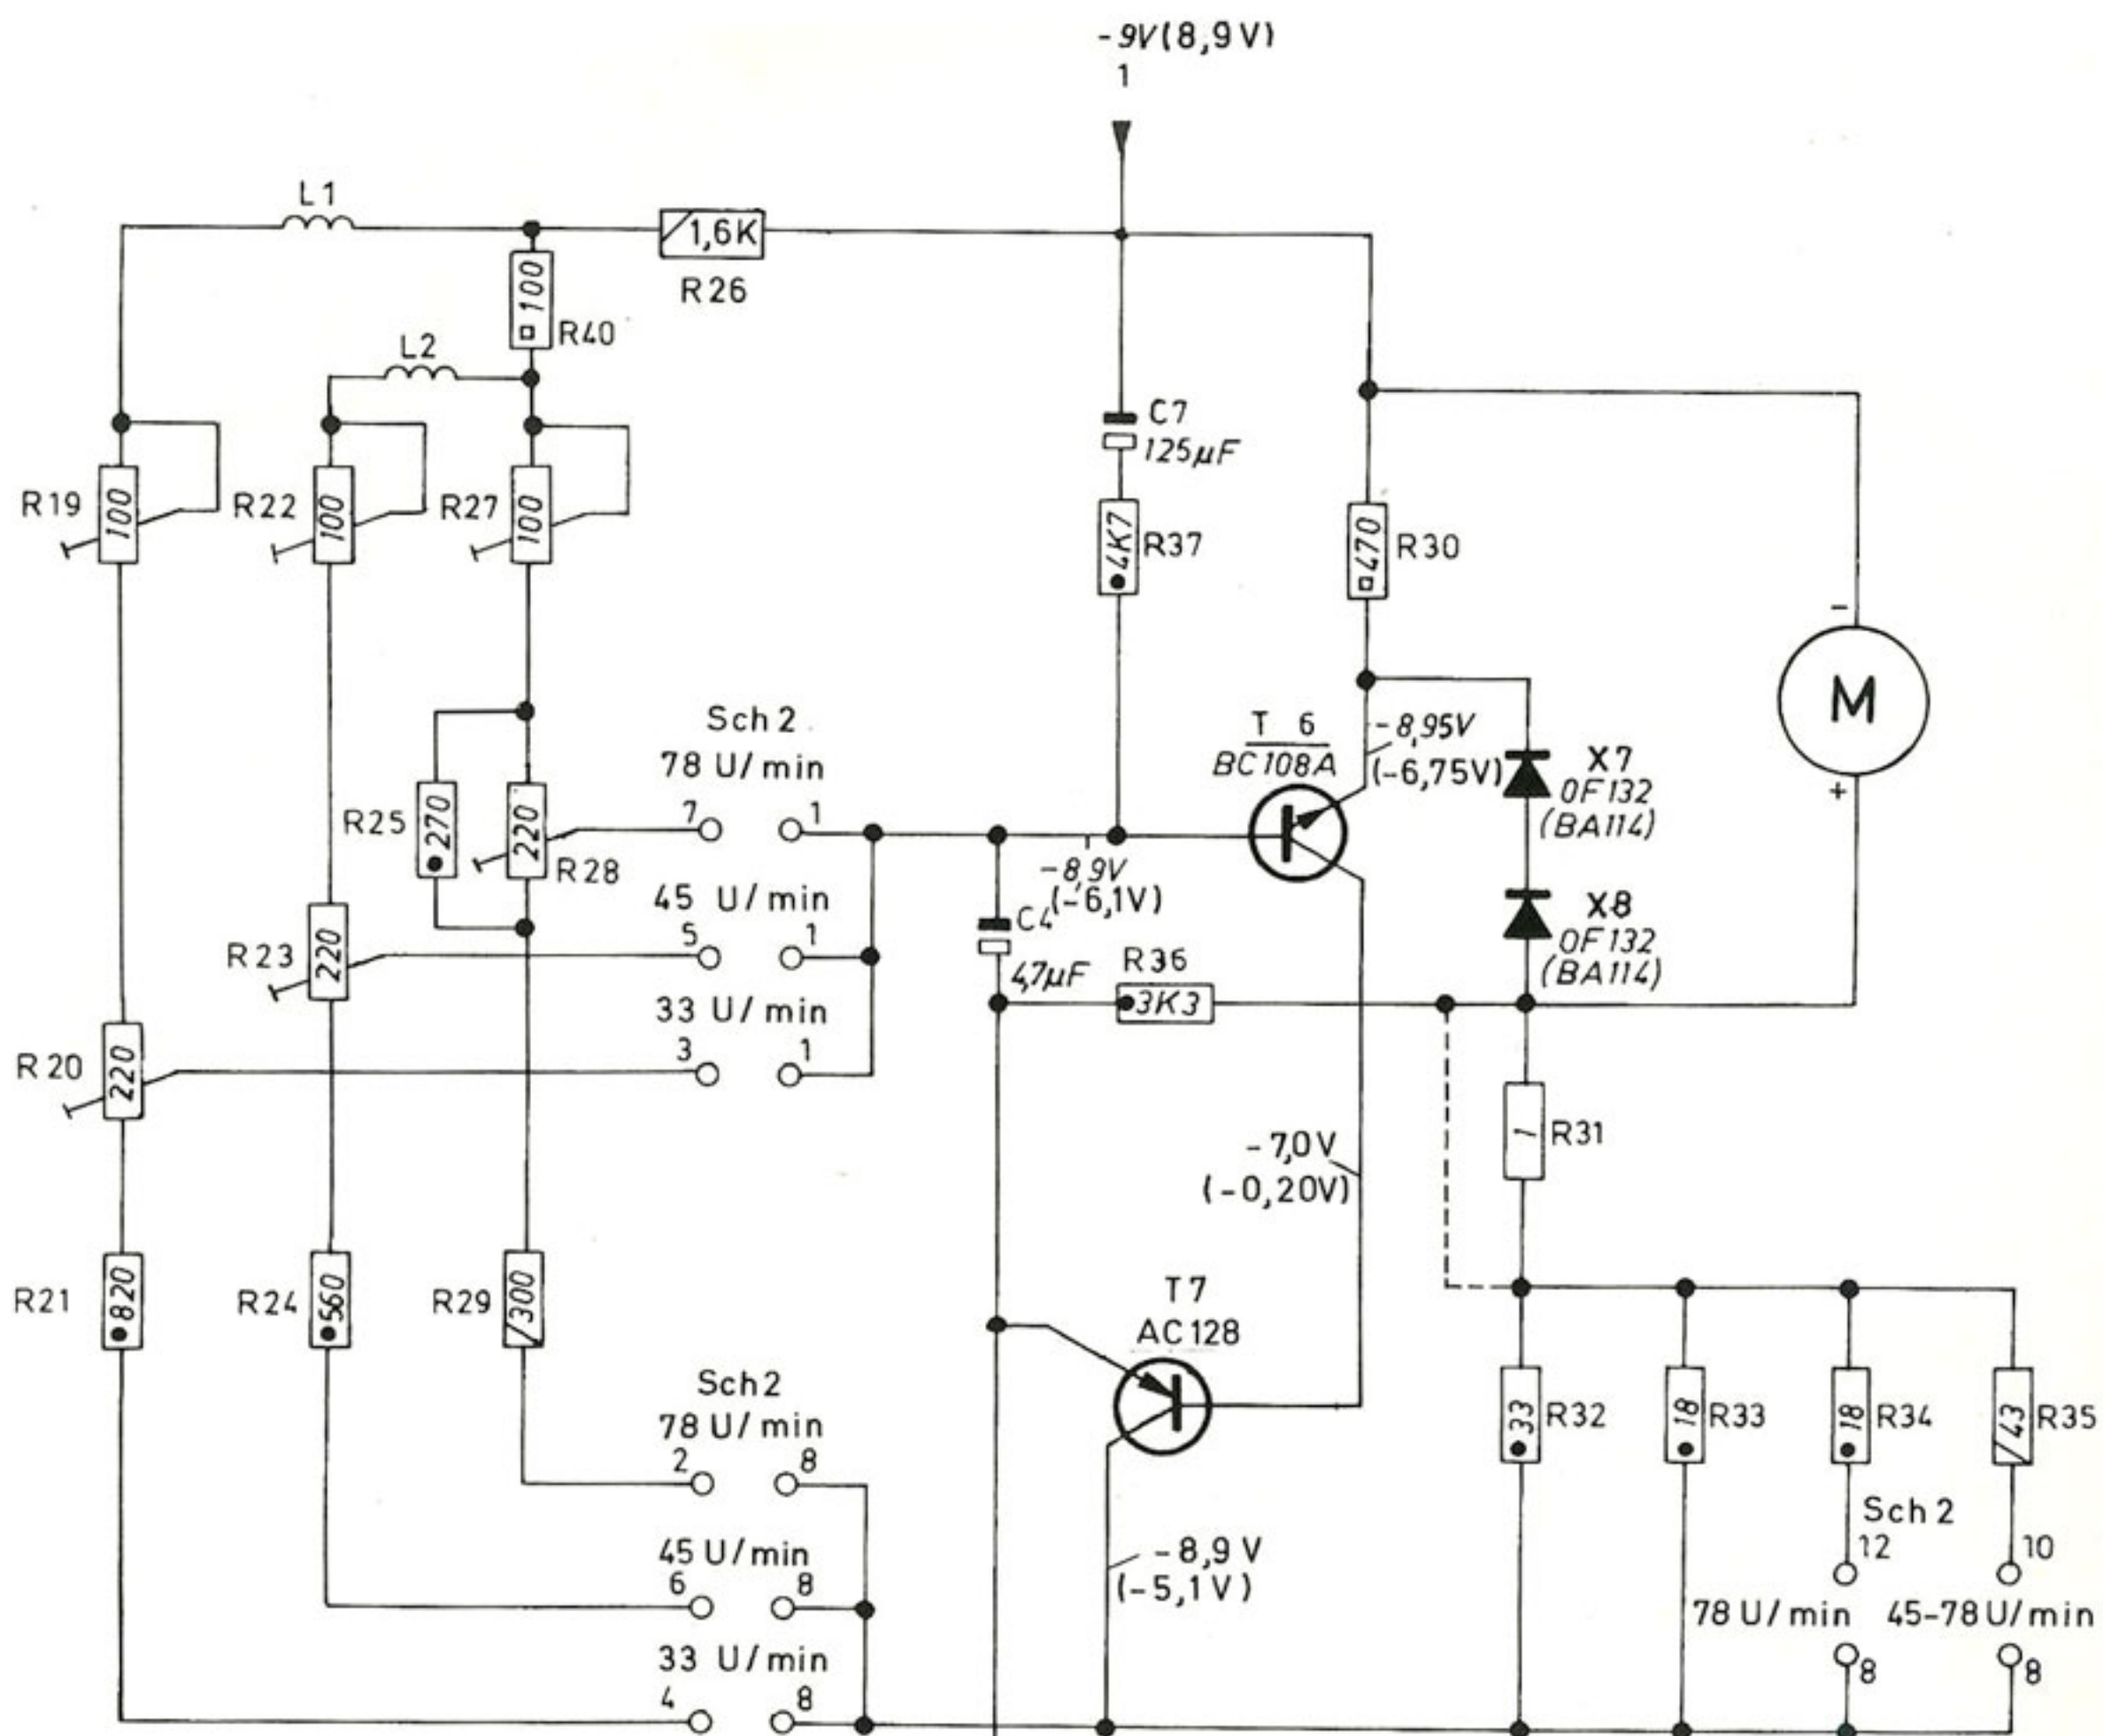 -9V(8,9V)
1
L1
1,6K
R26
100
R40
L2
C7
125µF
R19
100
R22
100
R27
100
4K7
R37
470
R30
-
M
+
Sch 2
78 U/min
7
1
T 6
BC108A
-8,95V
(-6,75V)
X7
OF132
(BA114)
R25
270
220
R28
-8,9V
(-6,1V)
45 U/min
5
1
C4
4,7µF
X8
OF132
(BA114)
R23
220
R36
3K3
33 U/min
3
1
R20
220
1
R31
-7,0V
(-0,20V)
R21
820
R24
560
R29
300
T7
AC128
Sch2
78 U/min
2
8
33
R32
18
R33
18
R34
43
R35
Sch 2
12
10
45 U/min
6
8
-8,9 V
(-5,1V)
78 U/min
45-78 U/min
33 U/min
4
8
8
8